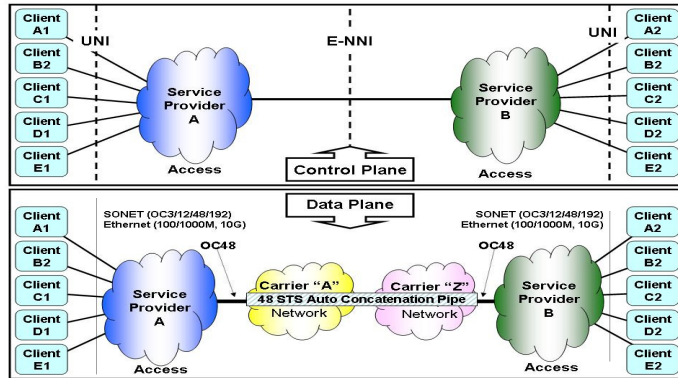 Client
A1
UNI
E-NNI
UNI
Client
A2
Client
B2
Client
B2
Client
C1
Service
Provider
A
Service
Provider
B
Client
C2
Client
D1
Client
D2
Client
E1
Access
Access
Client
E2
Control Plane
Data Plane
Client
A1
SONET (OC3/12/48/192)
Ethernet (100/1000M, 10G)
SONET (OC3/12/48/192)
Ethernet (100/1000M, 10G)
Client
A2
Client
B2
OC48
OC48
Client
B2
Client
C1
Service
Provider
A
Carrier "A"
Carrier "Z"
48 STS Auto Concatenation Pipe
Network
Network
Service
Provider
B
Client
C2
Client
D1
Client
D2
Client
E1
Access
Access
Client
E2